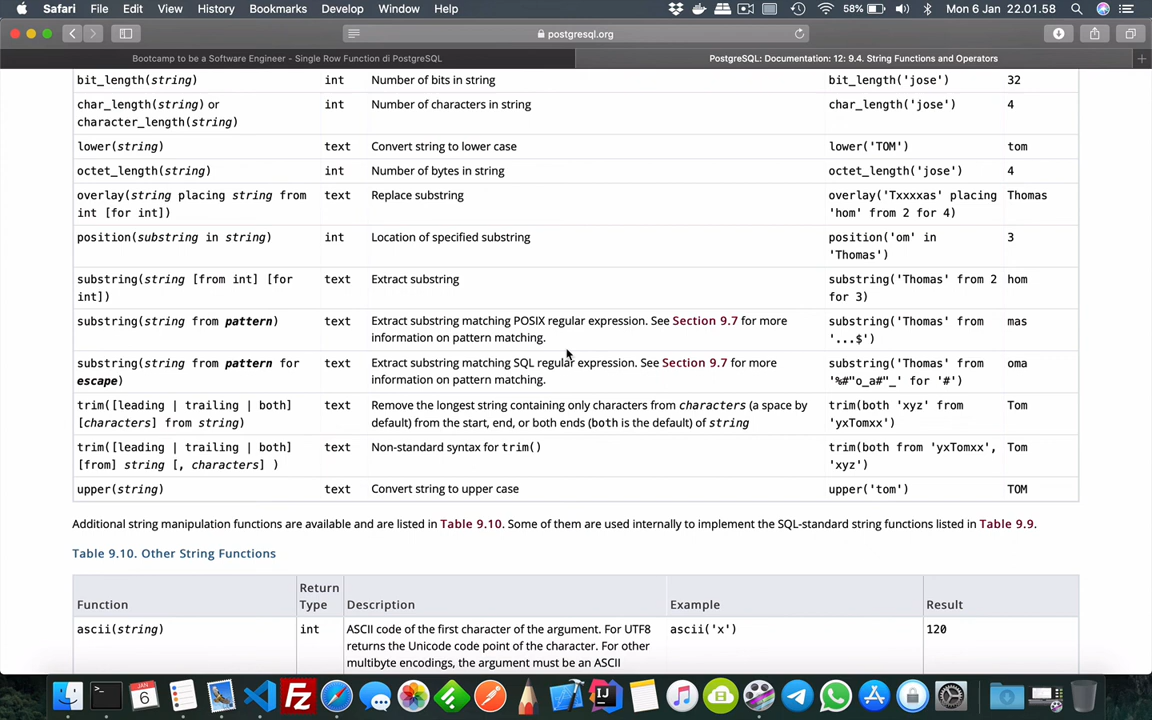 Safari File Edit View History Bookmarks Develop Window Help 58% Mon 6 Jan 22.01.58
postgresql.org
Bootcamp to be a Software Engineer - Single Row Function di PostgreSQL PostgreSQL: Documentation: 12: 9.4. String Functions and Operators
bit_length(string) int Number of bits in string bit_length('jose') 32
char_length(string) or int Number of characters in string char_length('jose') 4
character_length(string)
lower(string) text Convert string to lower case lower('TOM') tom
octet_length(string) int Number of bytes in string octet_length('jose') 4
overlay(string placing string from text Replace substring overlay('Txxxxas' placing Thomas
int [for int]) 'hom' from 2 for 4)
position(substring in string) int Location of specified substring position('om' in 3
'Thomas')
substring(string [from int] [for text Extract substring substring('Thomas' from 2 hom
int]) for 3)
substring(string from pattern) text Extract substring matching POSIX regular expression. See Section 9.7 for more substring('Thomas' from mas
information on pattern matching. '...$')
substring(string from pattern for text Extract substring matching SQL regular expression. See Section 9.7 for more substring('Thomas' from oma
escape) information on pattern matching. '%#"o_a#"_' for '#')
trim([leading | trailing | both] text Remove the longest string containing only characters from characters (a space by trim(both 'xyz' from Tom
[characters] from string) default) from the start, end, or both ends (both is the default) of string 'yxTomxx')
trim([leading | trailing | both] text Non-standard syntax for trim() trim(both from 'yxTomxx', Tom
[from] string [, characters] ) 'xyz')
upper(string) text Convert string to upper case upper('tom') TOM
Additional string manipulation functions are available and are listed in Table 9.10. Some of them are used internally to implement the SQL-standard string functions listed in Table 9.9.
Table 9.10. Other String Functions
Return
Function Type Description Example Result
ascii(string) int ASCII code of the first character of the argument. For UTF8 ascii('x') 120
returns the Unicode code point of the character. For other
multibyte encodings, the argument must be an ASCII